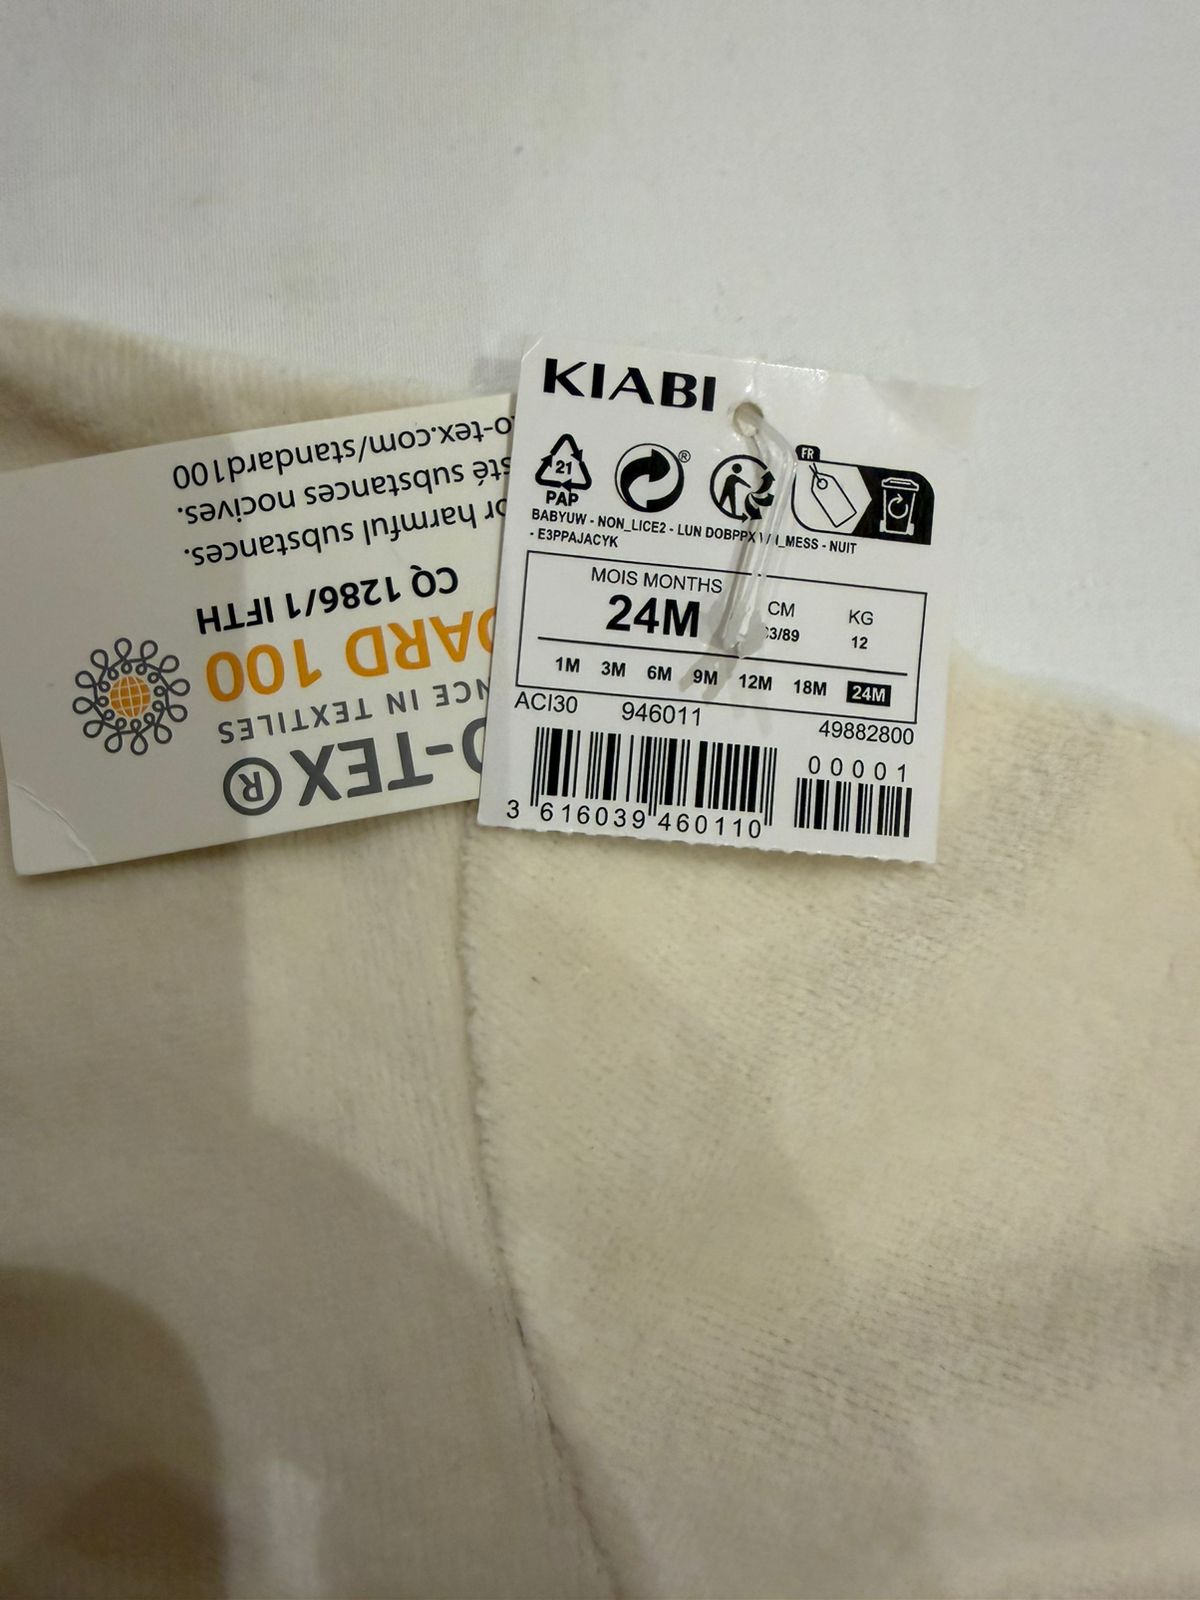 KIABI
FR
21
PAP
BABYUW - NON_LICE2 - LUN DOBPPX _MESS - NUIT
- E3PPAJACYK
MOIS MONTHS
24M
CM
3/89
KG
12
1M 3M 6M 9M 12M 18M 24M
ACI30 946011 49882800
00001
3 616039 460110
O-TEX®
NCE IN TEXTILES
DARD 100
CQ 1286/1 IFTH
or harmful substances.
sté substances nocives.
o-tex.com/standard100